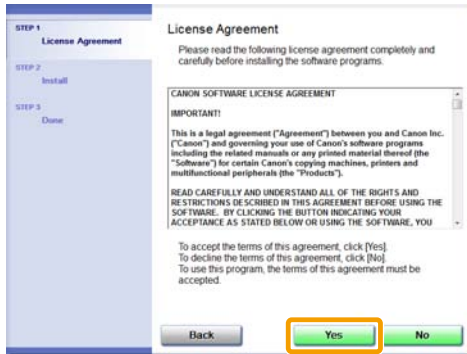 STEP 1
License Agreement
STEP 2
Install
STEP 3
Done
License Agreement
Please read the following license agreement completely and
carefully before installing the software programs.
CANON SOFTWARE LICENSE AGREEMENT
IMPORTANT!
This is a legal agreement ("Agreement") between you and Canon Inc.
("Canon") and governing your use of Canon's software programs
including the related manuals or any printed material thereof (the
"Software") for certain Canon's copying machines, printers and
multifunctional peripherals (the "Products").
READ CAREFULLY AND UNDERSTAND ALL OF THE RIGHTS AND
RESTRICTIONS DESCRIBED IN THIS AGREEMENT BEFORE USING THE
SOFTWARE. BY CLICKING THE BUTTON INDICATING YOUR
ACCEPTANCE AS STATED BELOW OR USING THE SOFTWARE, YOU
To accept the terms of this agreement, click [Yes].
To decline the terms of this agreement, click [No].
To use this program, the terms of this agreement must be
accepted.
Back
Yes
No